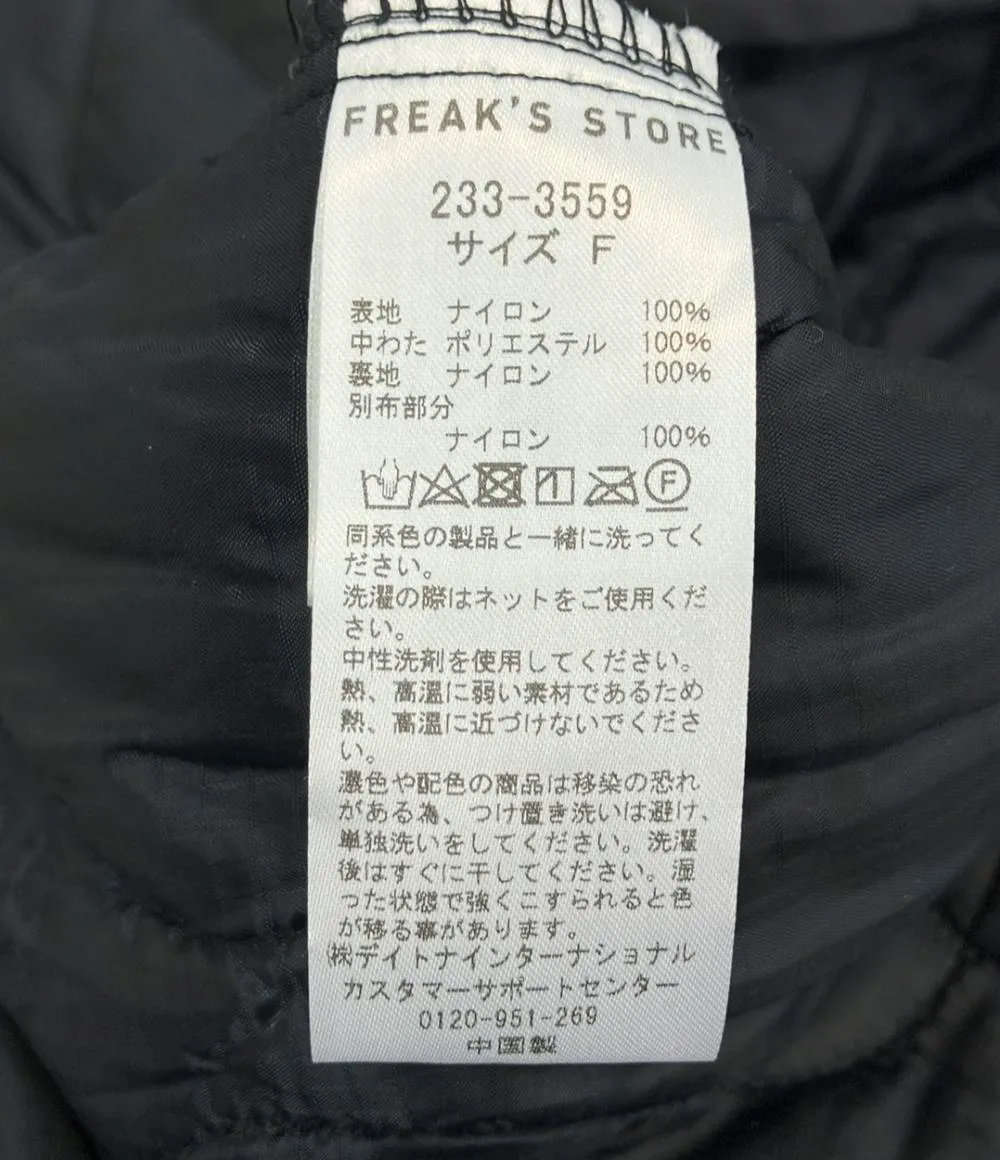 FREAK'S STORE
233-3559
サイズ F
表地 ナイロン 100%
中わた ポリエステル 100%
裏地 ナイロン 100%
別布部分
ナイロン 100%
F
同系色の製品と一緒に洗ってく
ださい。
洗濯の際はネットをご使用くだ
さい。
中性洗剤を使用してください。
熱、高温に弱い素材であるため
熱、高温に近づけないでくださ
い。
濃色や配色の商品は移染の恐れ
がある為、つけ置き洗いは避け、
単独洗いをしてください。洗濯
後はすぐに干してください。湿
った状態で強くこすられると色
が移る事があります。
㈱デイトナインターナショナル
カスタマーサポートセンター
0120-951-269
中国製